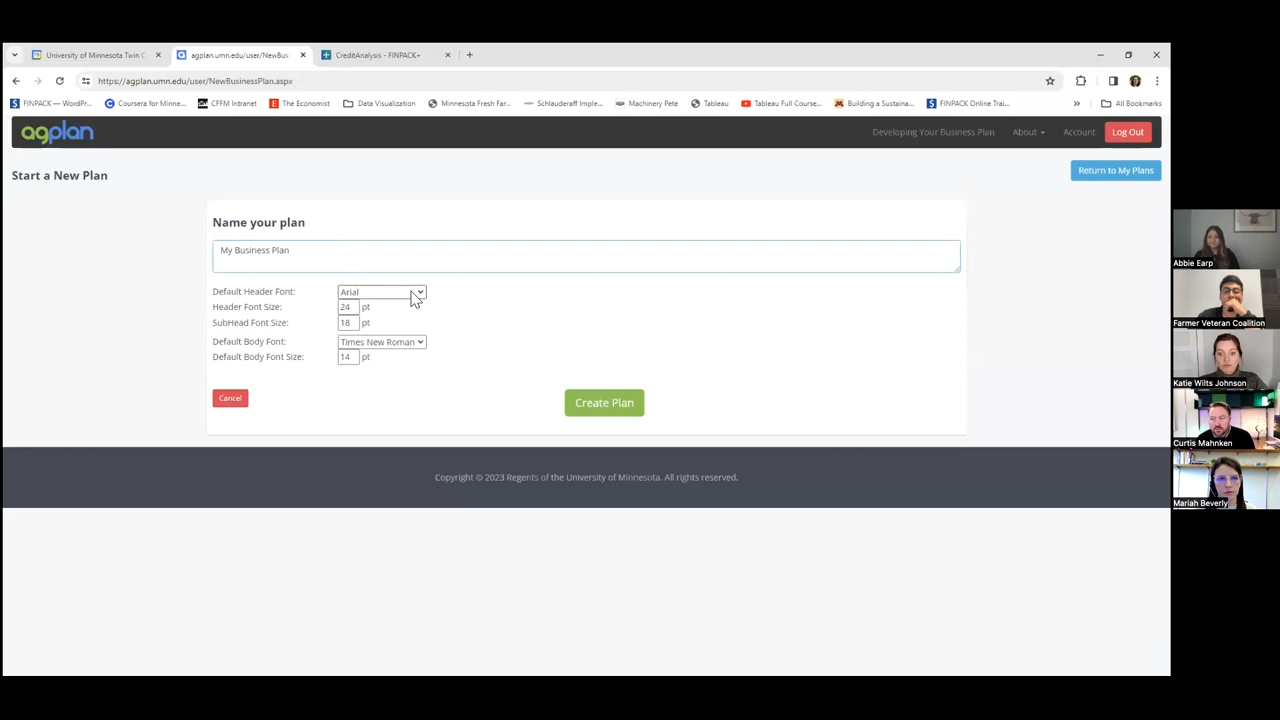 University of Minnesota Twin C
agplan.umn.edu/user/NewBus
CreditAnalysis - FINPACK+
https://agplan.umn.edu/user/NewBusinessPlan.aspx
FINPACK — WordPr...
Coursera for Minne...
CFFM Intranet
The Economist
Data Visualization
Minnesota Fresh Far...
Schlauderaff Imple...
Machinery Pete
Tableau
Tableau Full Course...
Building a Sustaina...
FINPACK Online Trai...
All Bookmarks
agplan
Developing Your Business Plan
About
Account
Log Out
Start a New Plan
Return to My Plans
Name your plan
My Business Plan
Default Header Font: Arial
Header Font Size: 24 pt
SubHead Font Size: 18 pt
Default Body Font: Times New Roman
Default Body Font Size: 14 pt
Cancel
Create Plan
Copyright © 2023 Regents of the University of Minnesota. All rights reserved.
Abbie Earp
Farmer Veteran Coalition
Katie Wilts Johnson
Curtis Mahnken
Mariah Beverly